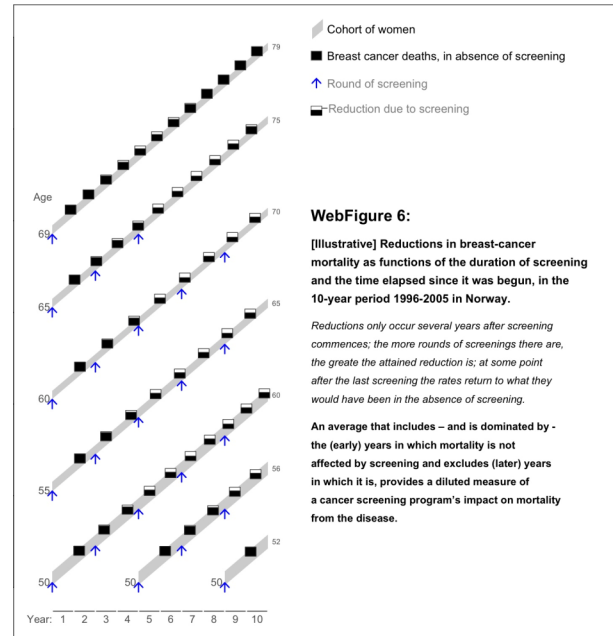 Cohort of women
Breast cancer deaths, in absence of screening
Round of screening
Reduction due to screening
79
75
Age
69
70
65
65
60
60
55
56
52
50
50
50
Year: 1 2 3 4 5 6 7 8 9 10
WebFigure 6:
[Illustrative] Reductions in breast-cancer
mortality as functions of the duration of screening
and the time elapsed since it was begun, in the
10-year period 1996-2005 in Norway.
Reductions only occur several years after screening
commences; the more rounds of screenings there are,
the greate the attained reduction is; at some point
after the last screening the rates return to what they
would have been in the absence of screening.
An average that includes – and is dominated by -
the (early) years in which mortality is not
affected by screening and excludes (later) years
in which it is, provides a diluted measure of
a cancer screening program's impact on mortality
from the disease.